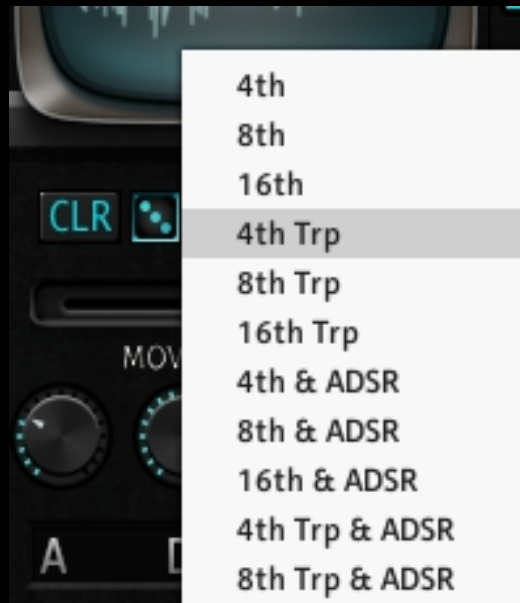 4th
8th
16th
CLR
4th Trp
8th Trp
16th Trp
MOV
4th & ADSR
8th & ADSR
16th & ADSR
4th Trp & ADSR
A
8th Trp & ADSR